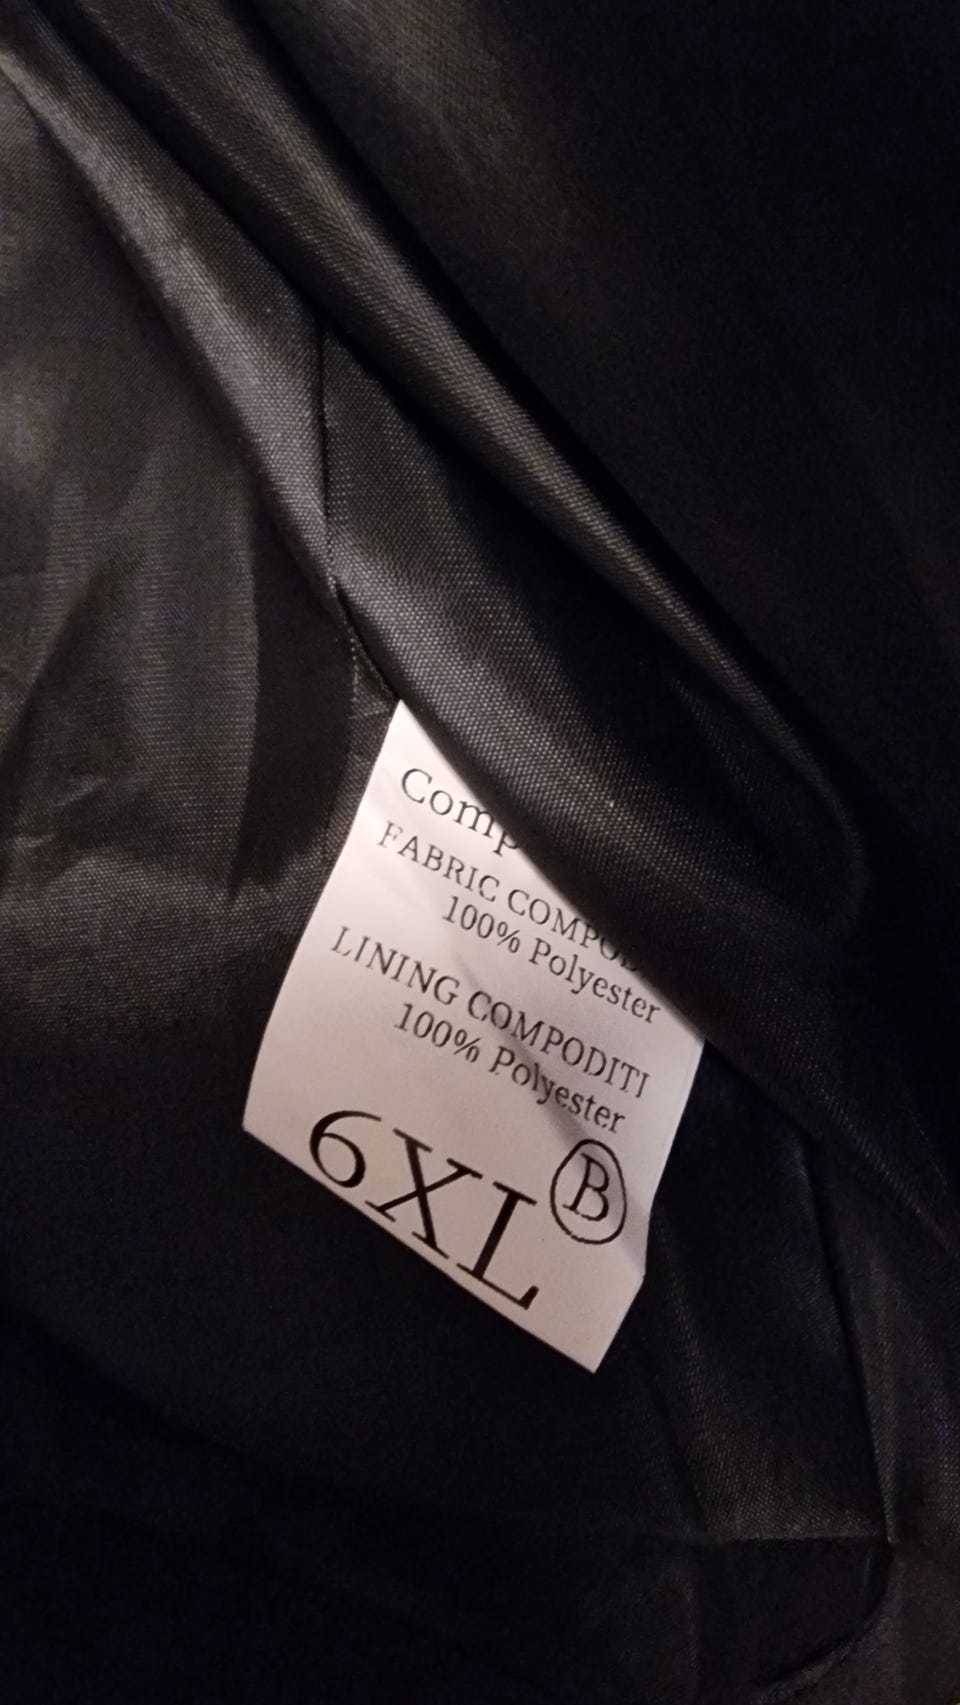 Comp
FABRIC COMPOD
100% Polyester
LINING COMPODITI
100% Polyester
6XL B